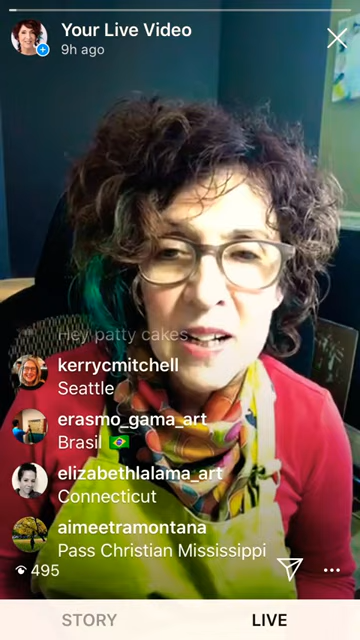 Your Live Video
9h ago
Hey patty cakes
kerrycmitchell
Seattle
erasmo_gama_art
Brasil 🇧🇷
elizabethlalama_art
Connecticut
aimeetramontana
Pass Christian Mississippi
495
STORY LIVE